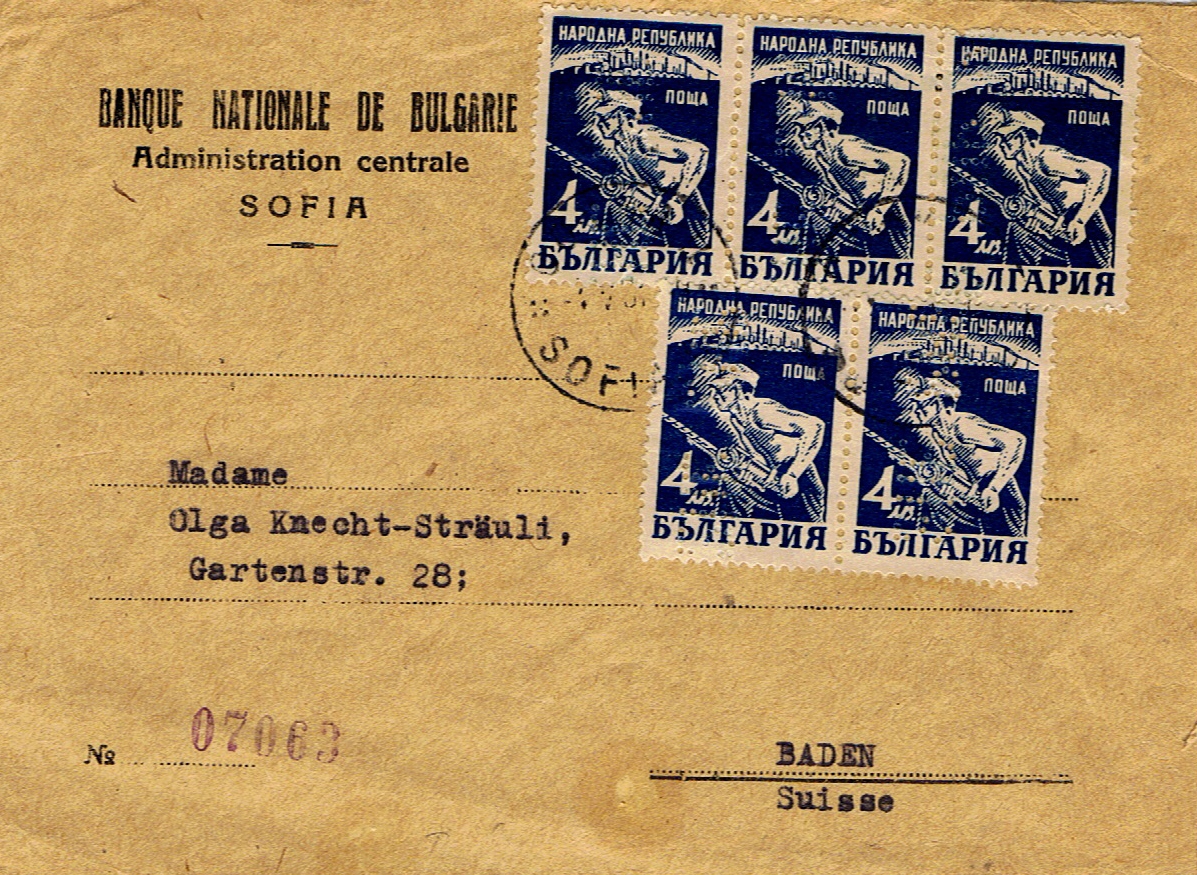 BANQUE NATIONALE DE BULGARIE
Administration centrale
SOFIA
НАРОДНА РЕПУБЛИКА
ПОЩА
4 лв.
БЪЛГАРИЯ
НАРОДНА РЕПУБЛИКА
ПОЩА
4 лв.
БЪЛГАРИЯ
НАРОДНА РЕПУБЛИКА
ПОЩА
4 лв.
БЪЛГАРИЯ
НАРОДНА РЕПУБЛИКА
ПОЩА
4 лв.
БЪЛГАРИЯ
НАРОДНА РЕПУБЛИКА
ПОЩА
4 лв.
БЪЛГАРИЯ
SOFIA
Madame
Olga Knecht-Sträuli,
Gartenstr. 28;
№ 07063
BADEN
Suisse